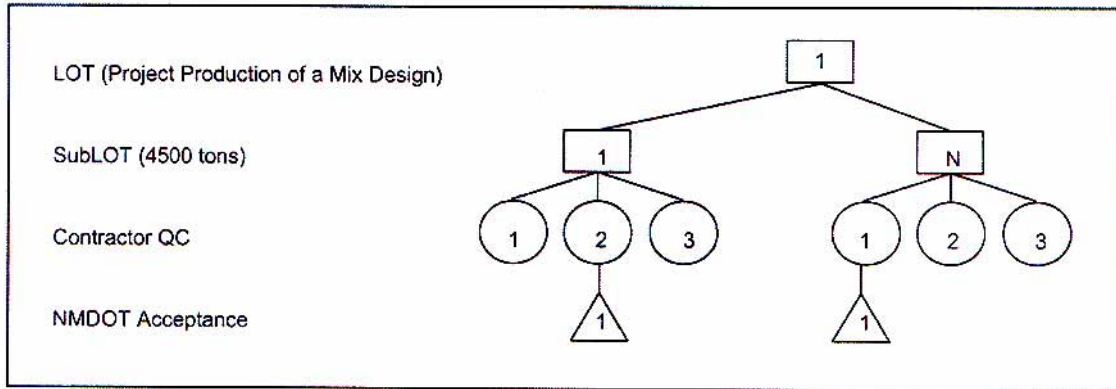 LOT (Project Production of a Mix Design)
1
SubLOT (4500 tons)
1
N
Contractor QC
1
2
3
1
2
3
NMDOT Acceptance
1
1